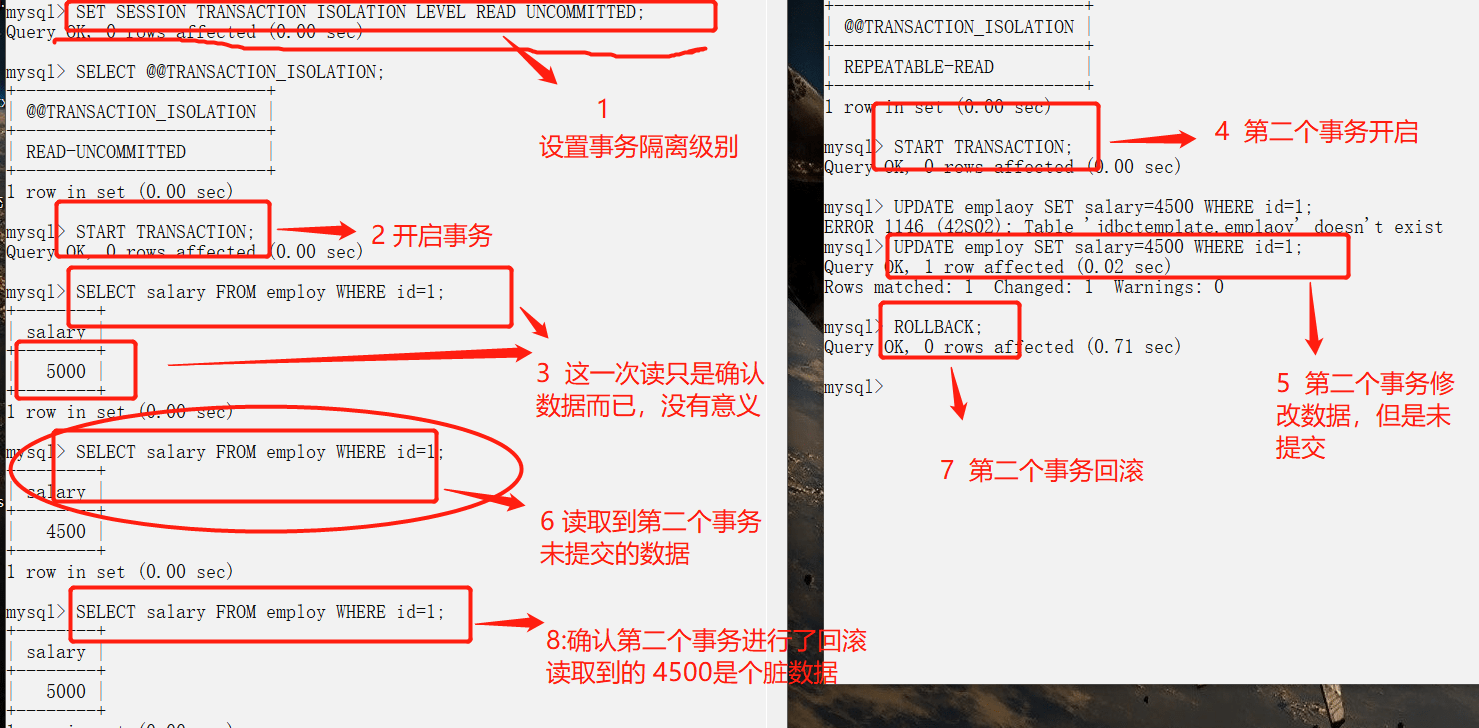 mysql> SET SESSION TRANSACTION ISOLATION LEVEL READ UNCOMMITTED;
Query OK, 0 rows affected (0.00 sec)
mysql> SELECT @@TRANSACTION_ISOLATION;
+--------------------------+
| @@TRANSACTION_ISOLATION |
+--------------------------+
| READ-UNCOMMITTED |
+--------------------------+
1 row in set (0.00 sec)
1
设置事务隔离级别
mysql> START TRANSACTION;
Query OK, 0 rows affected (0.00 sec)
2 开启事务
mysql> SELECT salary FROM employ WHERE id=1;
+--------+
| salary |
+--------+
| 5000 |
+--------+
1 row in set (0.00 sec)
3 这一次读只是确认
数据而已，没有意义
mysql> SELECT salary FROM employ WHERE id=1;
+--------+
| salary |
+--------+
| 4500 |
+--------+
1 row in set (0.00 sec)
6 读取到第二个事务
未提交的数据
mysql> SELECT salary FROM employ WHERE id=1;
+--------+
| salary |
+--------+
| 5000 |
+--------+
8:确认第二个事务进行了回滚
读取到的 4500是个脏数据
+--------------------------+
| @@TRANSACTION_ISOLATION |
+--------------------------+
| REPEATABLE-READ |
+--------------------------+
1 row in set (0.00 sec)
mysql> START TRANSACTION;
Query OK, 0 rows affected (0.00 sec)
4 第二个事务开启
mysql> UPDATE emplaoy SET salary=4500 WHERE id=1;
ERROR 1146 (42S02): Table 'jdbctemplate.emplaoy' doesn't exist
mysql> UPDATE employ SET salary=4500 WHERE id=1;
Query OK, 1 row affected (0.02 sec)
Rows matched: 1 Changed: 1 Warnings: 0
5 第二个事务修
改数据，但是未
提交
mysql> ROLLBACK;
Query OK, 0 rows affected (0.71 sec)
mysql>
7 第二个事务回滚